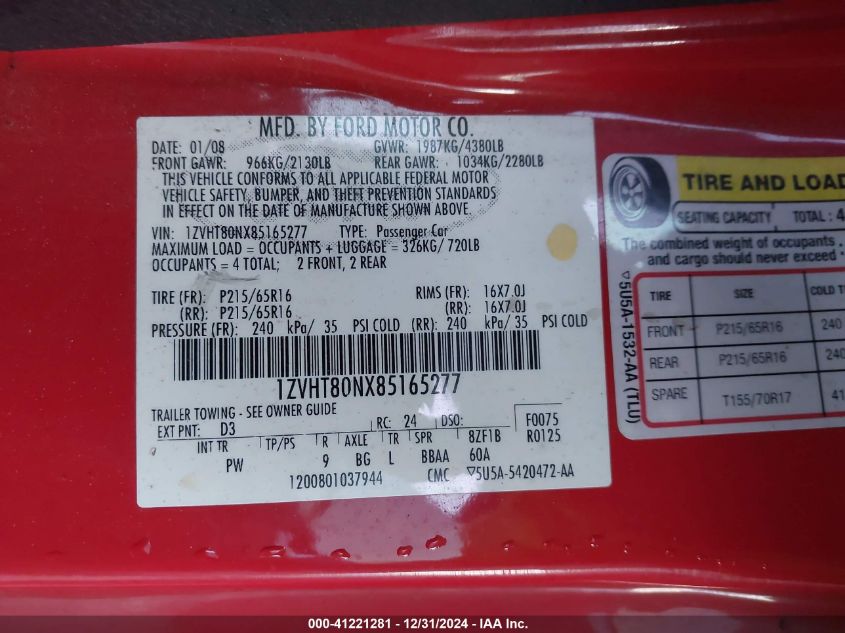 MFD. BY FORD MOTOR CO.
DATE: 01/08 GVWR: 1987KG/4380LB
FRONT GAWR: 966KG/2130LB REAR GAWR: 1034KG/2280LB
THIS VEHICLE CONFORMS TO ALL APPLICABLE FEDERAL MOTOR
VEHICLE SAFETY, BUMPER, AND THEFT PREVENTION STANDARDS
IN EFFECT ON THE DATE OF MANUFACTURE SHOWN ABOVE.
VIN: 1ZVHT80NX85165277 TYPE: Passenger Car
MAXIMUM LOAD = OCCUPANTS + LUGGAGE = 326KG/ 720LB
OCCUPANTS = 4 TOTAL; 2 FRONT, 2 REAR
TIRE (FR): P215/65R16 RIMS (FR): 16X7.0J
(RR): P215/65R16 (RR): 16X7.0J
PRESSURE (FR): 240 kPa/ 35 PSI COLD (RR): 240 kPa/ 35 PSI COLD
1ZVHT80NX85165277
TRAILER TOWING - SEE OWNER GUIDE
EXT PNT: D3 RC: 24 DSO: F0075
R0125
INT TR TP/PS R AXLE TR SPR 8ZF1B
PW 9 BG L BBAA 60A
1200801037944 CMC ▽5U5A-5420472-AA
TIRE AND LOA
SEATING CAPACITY TOTAL: 4
The combined weight of occupants
and cargo should never exceed
TIRE SIZE COLD T
FRONT P215/65R16 240
REAR P215/65R16 240
SPARE T155/70R17 41
▽5U5A-1532-AA (TLU)
000-41221281 - 12/31/2024 - IAA Inc.